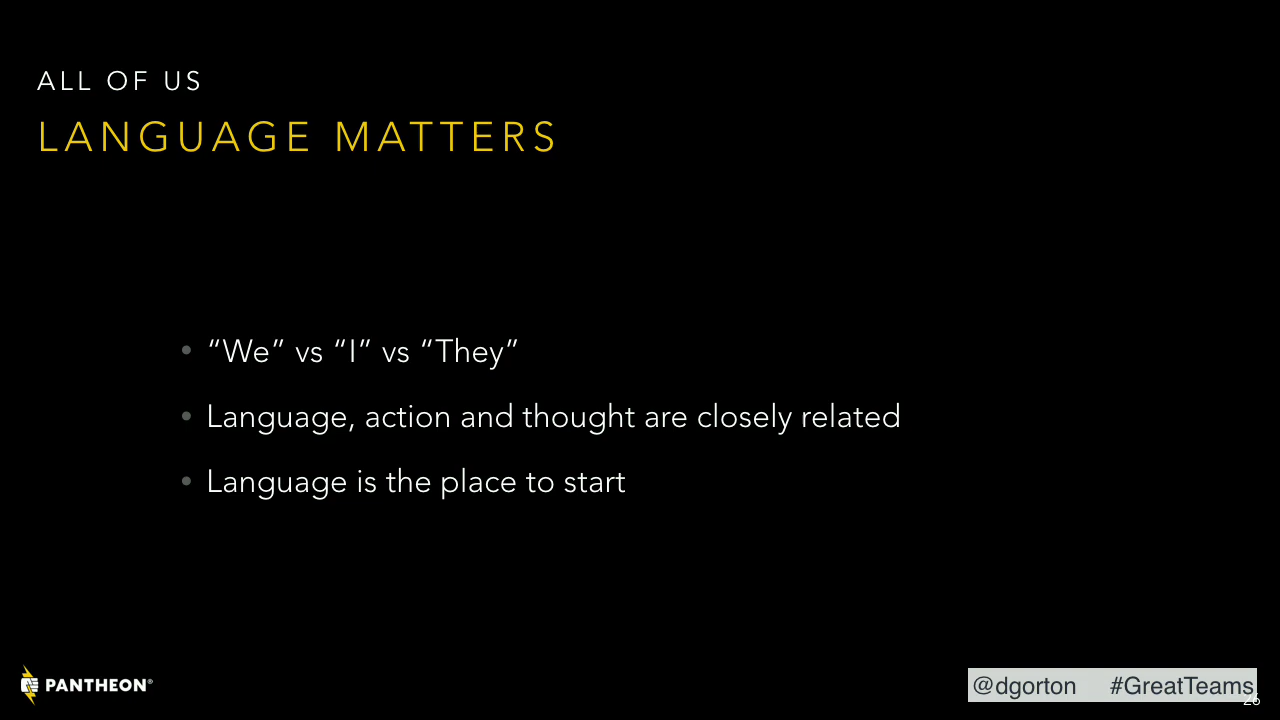 ALL OF US
LANGUAGE MATTERS
• “We” vs “I” vs “They”
• Language, action and thought are closely related
• Language is the place to start
PANTHEON®
@dgorton #GreatTeams